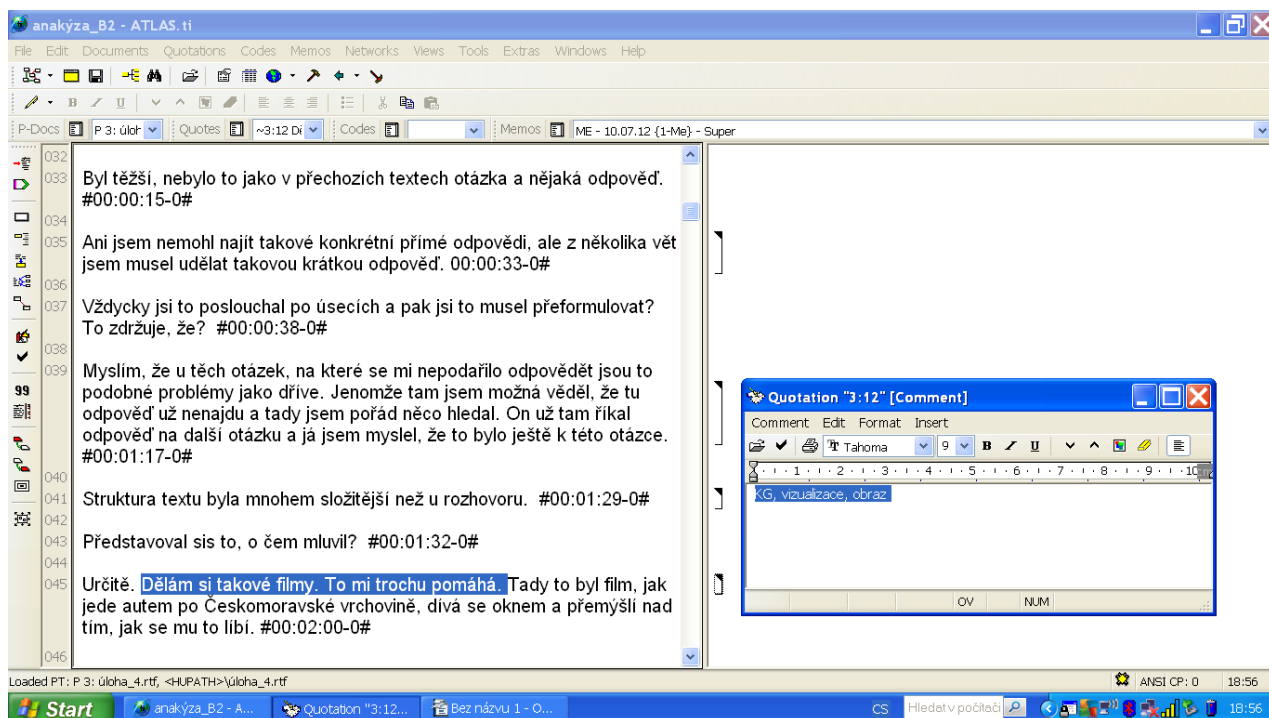 anakýza_B2 - ATLAS.ti
File Edit Documents Quotations Codes Memos Networks Views Tools Extras Windows Help
B I U
P-Docs P 3: úloh Quotes ~3:12 Di Codes Memos ME - 10.07.12 {1-Me} - Super
032
033 Byl těžší, nebylo to jako v přechozích textech otázka a nějaká odpověď.
#00:00:15-0#
034
035 Ani jsem nemohl najít takové konkrétní přímé odpovědi, ale z několika vět
jsem musel udělat takovou krátkou odpověď. 00:00:33-0#
036
037 Vždycky jsi to poslouchal po úsecích a pak jsi to musel přeformulovat?
To zdržuje, že? #00:00:38-0#
038
039 Myslím, že u těch otázek, na které se mi nepodařilo odpovědět jsou to
podobné problémy jako dříve. Jenomže tam jsem možná věděl, že tu
odpověď už nenajdu a tady jsem pořád něco hledal. On už tam říkal
odpověď na další otázku a já jsem myslel, že to bylo ještě k této otázce.
#00:01:17-0#
040
041 Struktura textu byla mnohem složitější než u rozhovoru. #00:01:29-0#
042
043 Představoval sis to, o čem mluvil? #00:01:32-0#
044
045 Určitě. Dělám si takové filmy. To mi trochu pomáhá. Tady to byl film, jak
jede autem po Českomoravské vrchovině, dívá se oknem a přemýšlí nad
tím, jak se mu to líbí. #00:02:00-0#
046
Quotation "3:12" [Comment]
Comment Edit Format Insert
Tahoma 9 B I U
1 2 3 4 5 6 7 8 9 10
KG, vizualizace, obraz
OV NUM
Loaded PT: P 3: úloha_4.rtf, <HUPATH>\úloha_4.rtf ANSI CP: 0 18:56
Start anakýza_B2 - A... Quotation "3:12... Bez názvu 1 - O... CS Hledat v počítači 18:56